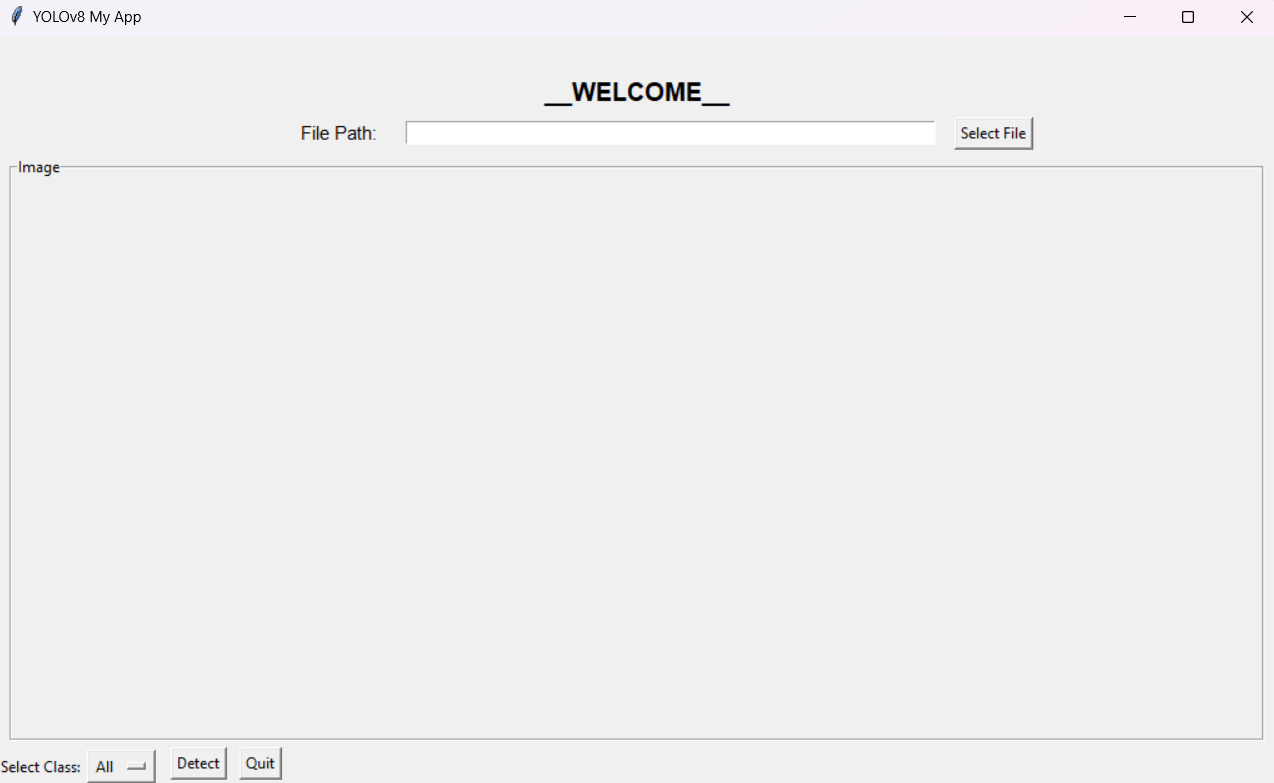 YOLOv8 My App
__WELCOME__
File Path: Select File
Image
Select Class: All Detect Quit